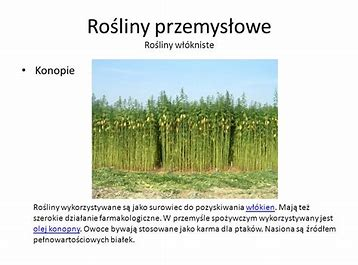 Rośliny przemysłowe
Rośliny włókniste
• Konopie
Rośliny wykorzystywane są jako surowiec do pozyskiwania włókien. Mają też
szerokie działanie farmakologiczne. W przemyśle spożywczym wykorzystywany jest
olej konopny. Owoce bywają stosowane jako karma dla ptaków. Nasiona są źródłem
pełnowartościowych białek.